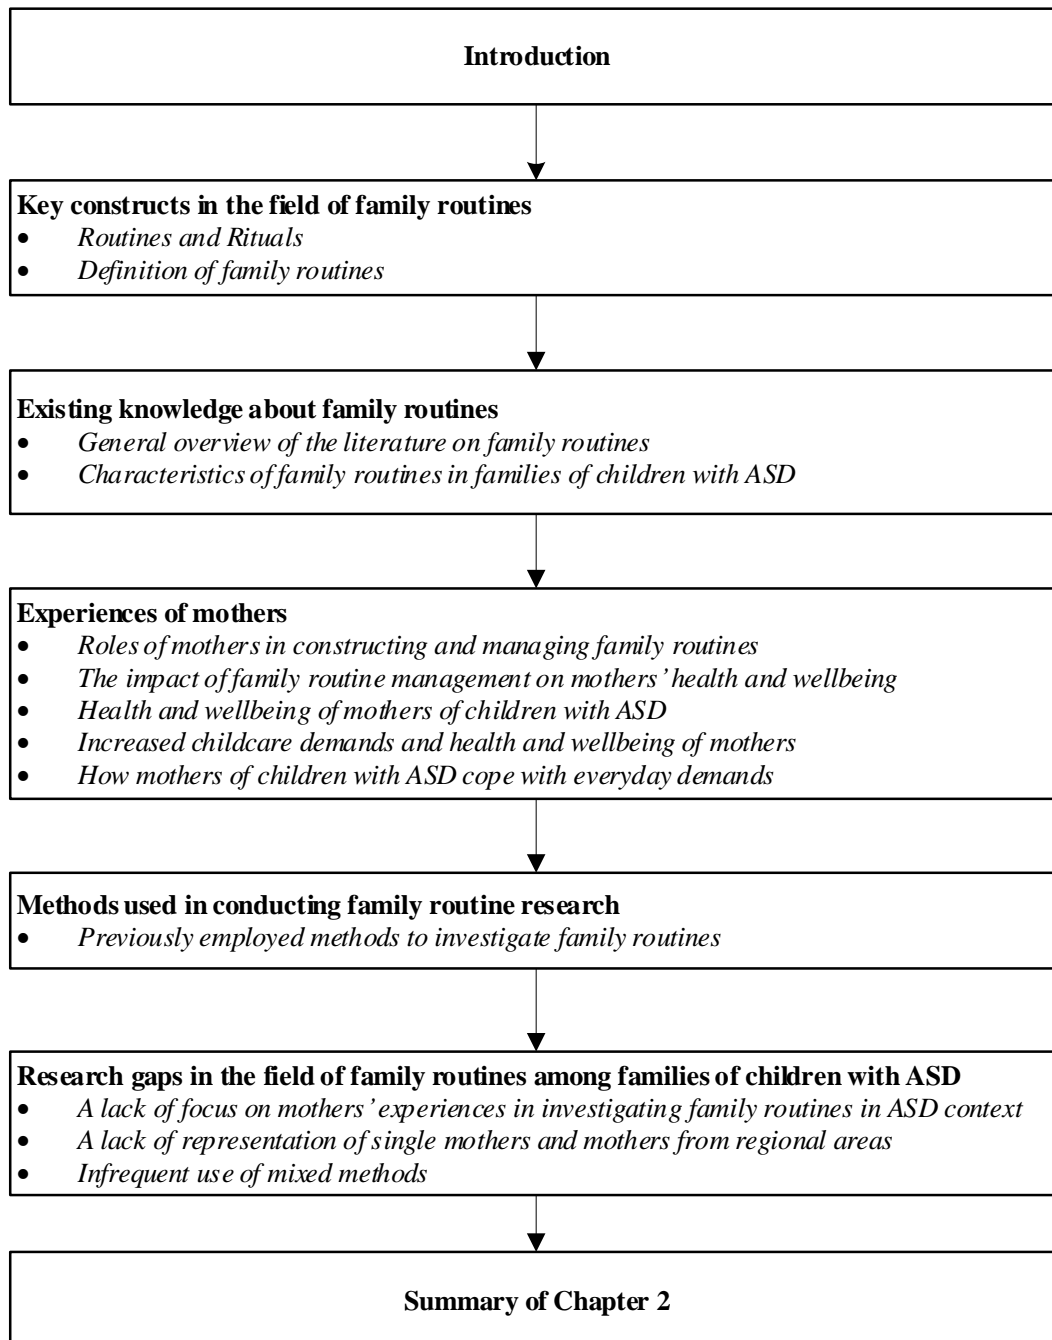 Introduction
Key constructs in the field of family routines
• Routines and Rituals
• Definition of family routines
Existing knowledge about family routines
• General overview of the literature on family routines
• Characteristics of family routines in families of children with ASD
Experiences of mothers
• Roles of mothers in constructing and managing family routines
• The impact of family routine management on mothers’ health and wellbeing
• Health and wellbeing of mothers of children with ASD
• Increased childcare demands and health and wellbeing of mothers
• How mothers of children with ASD cope with everyday demands
Methods used in conducting family routine research
• Previously employed methods to investigate family routines
Research gaps in the field of family routines among families of children with ASD
• A lack of focus on mothers’ experiences in investigating family routines in ASD context
• A lack of representation of single mothers and mothers from regional areas
• Infrequent use of mixed methods
Summary of Chapter 2